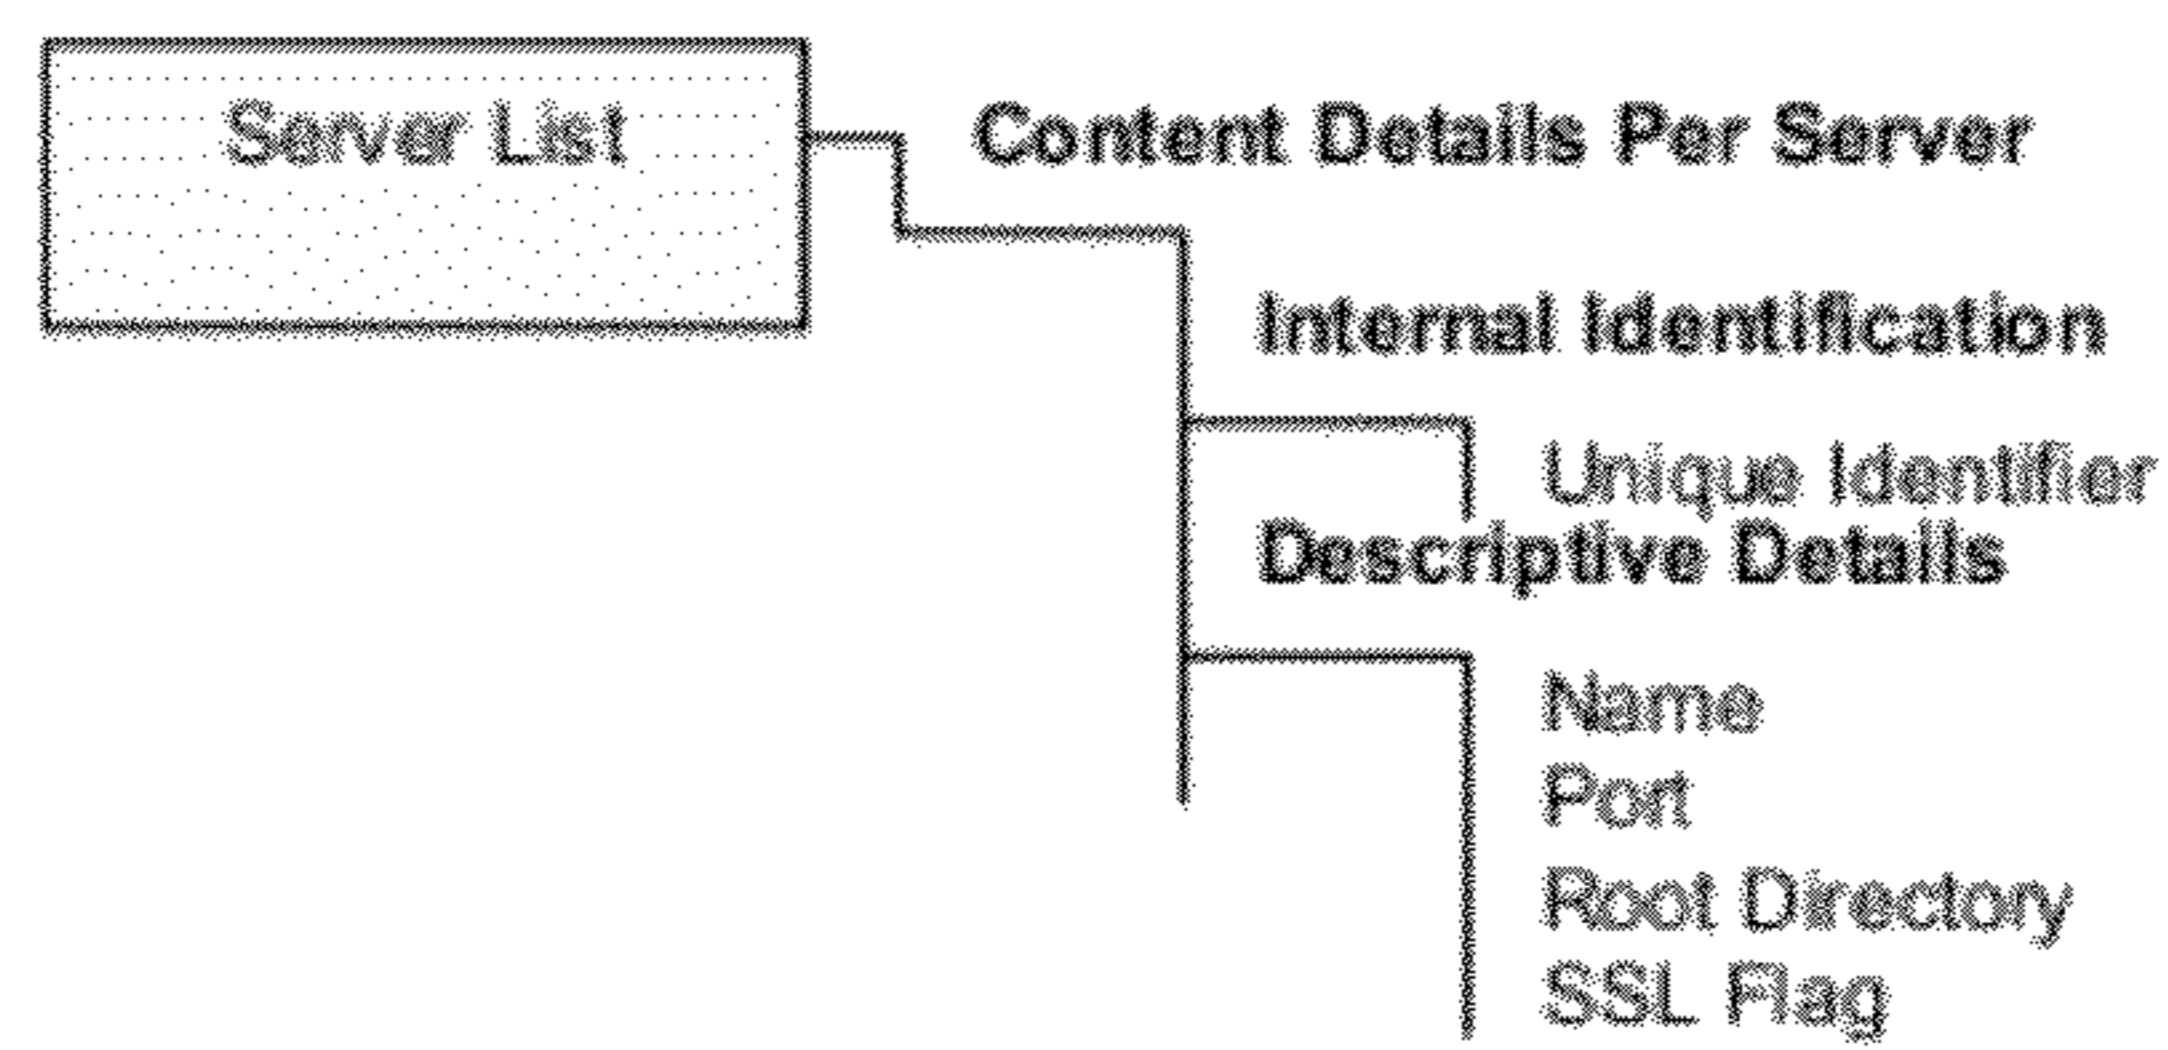 Server List
Content Details Per Server
Internal Identification
Unique Identifier
Descriptive Details
Name
Port
Root Directory
SSL Flag